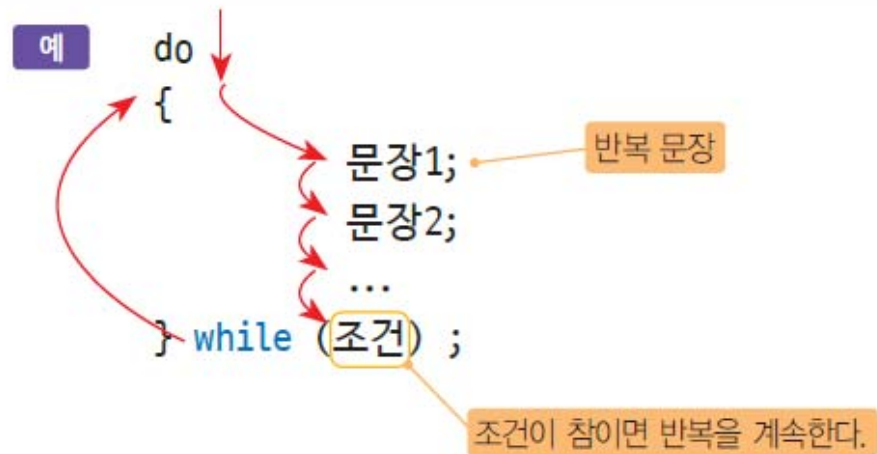 예
do
{
문장1;
반복 문장
문장2;
...
} while (조건) ;
조건이 참이면 반복을 계속한다.